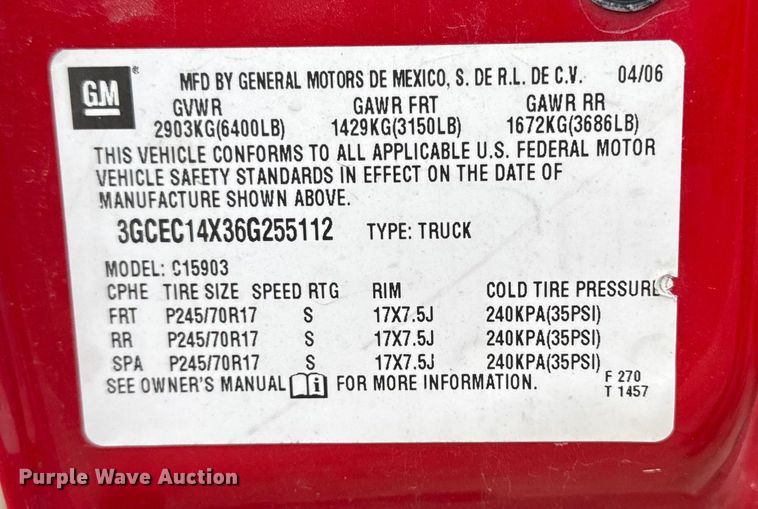 GM
®
MFD BY GENERAL MOTORS DE MEXICO, S. DE R.L. DE C.V. 04/06
GVWR GAWR FRT GAWR RR
2903KG(6400LB) 1429KG(3150LB) 1672KG(3686LB)
THIS VEHICLE CONFORMS TO ALL APPLICABLE U.S. FEDERAL MOTOR
VEHICLE SAFETY STANDARDS IN EFFECT ON THE DATE OF
MANUFACTURE SHOWN ABOVE.
3GCEC14X36G255112 TYPE: TRUCK
MODEL: C15903
CPHE TIRE SIZE SPEED RTG RIM COLD TIRE PRESSURE
FRT P245/70R17 S 17X7.5J 240KPA(35PSI)
RR P245/70R17 S 17X7.5J 240KPA(35PSI)
SPA P245/70R17 S 17X7.5J 240KPA(35PSI)
SEE OWNER'S MANUAL i FOR MORE INFORMATION. F 270
T 1457
Purple Wave Auction